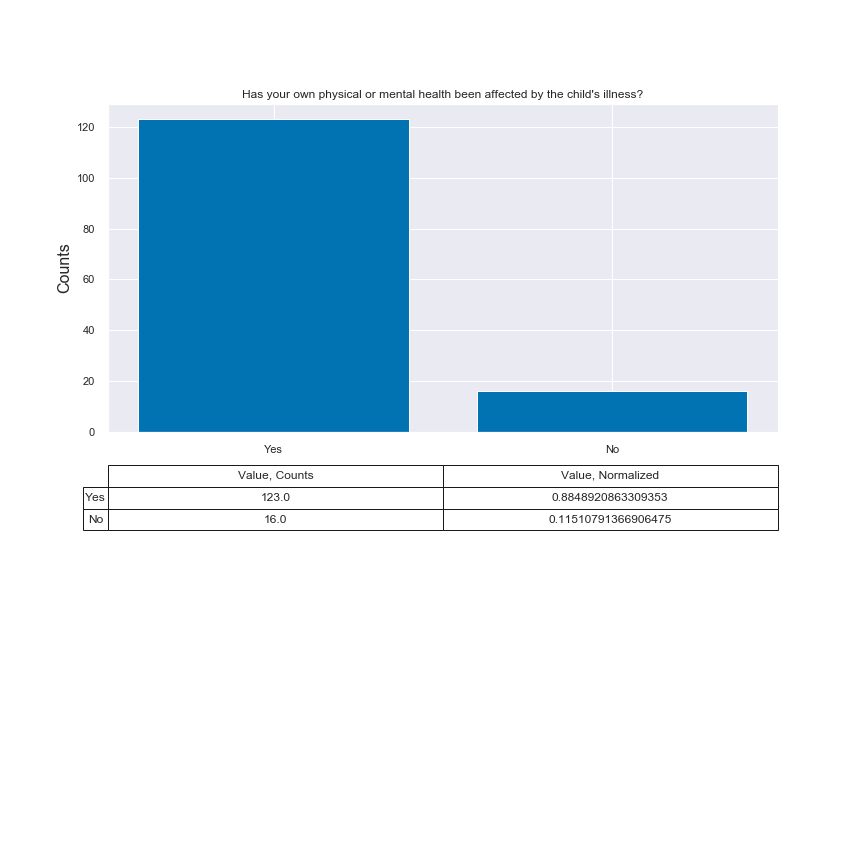 Has your own physical or mental health been affected by the child's illness?
120
100
80
60
40
20
0
Counts
Yes No
Value, Counts Value, Normalized
Yes 123.0 0.8848920863309353
No 16.0 0.11510791366906475